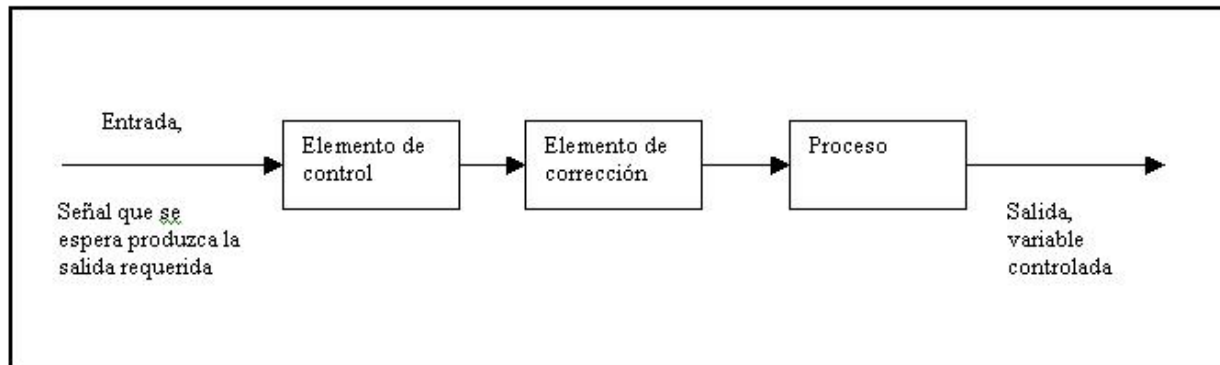 Entrada,
Señal que se
espera produzca la
salida requerida
Elemento de
control
Elemento de
corrección
Proceso
Salida,
variable
controlada